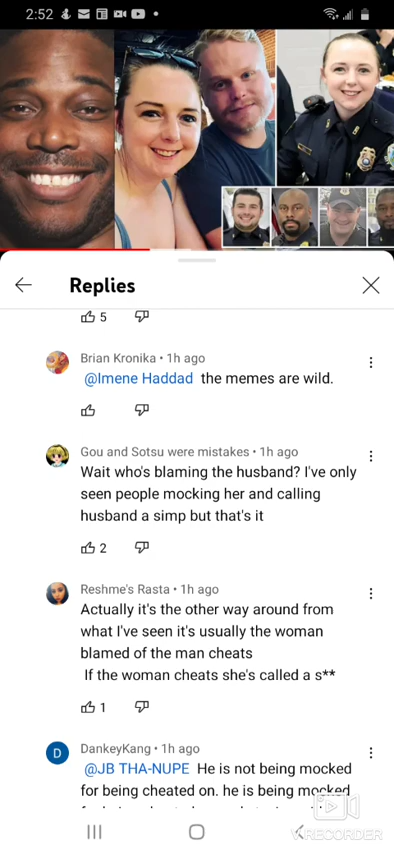 2:52
Replies
5
Brian Kronika • 1h ago
@Imene Haddad the memes are wild.
Gou and Sotsu were mistakes • 1h ago
Wait who's blaming the husband? I've only
seen people mocking her and calling
husband a simp but that's it
2
Reshme's Rasta • 1h ago
Actually it's the other way around from
what I've seen it's usually the woman
blamed of the man cheats
If the woman cheats she's called a s**
1
D
DankeyKang • 1h ago
@JB THA-NUPE He is not being mocked
for being cheated on. he is being mocked
VRECORDER